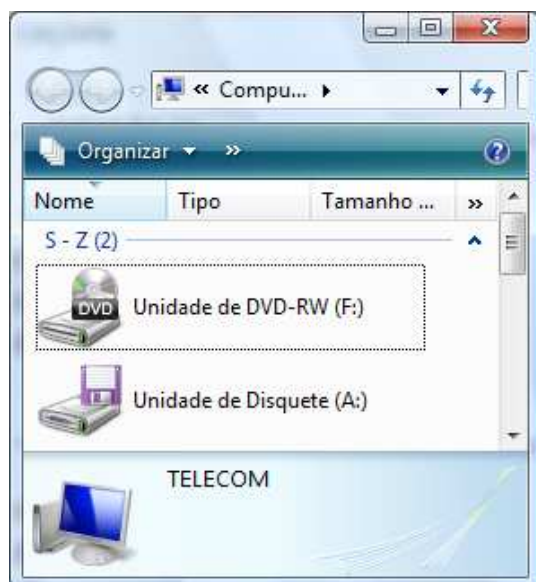 « Compu...
Organizar »
Nome Tipo Tamanho ... »
S - Z (2)
DVD Unidade de DVD-RW (F:)
Unidade de Disquete (A:)
TELECOM